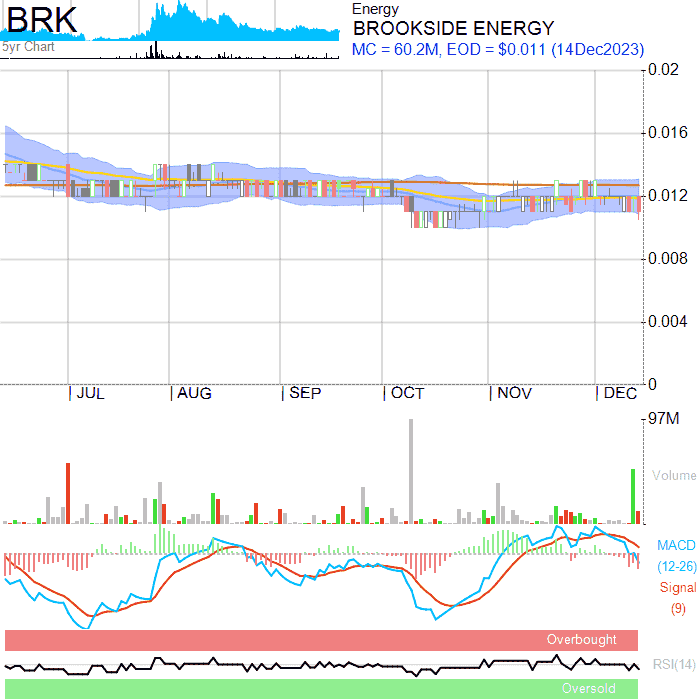 BRK
5yr Chart
Energy
BROOKSIDE ENERGY
MC = 60.2M, EOD = $0.011 (14Dec2023)
0.02
0.016
0.012
0.008
0.004
0
JUL AUG SEP OCT NOV DEC
97M
Volume
MACD
(12-26)
Signal
(9)
Overbought
RSI(14)
Oversold